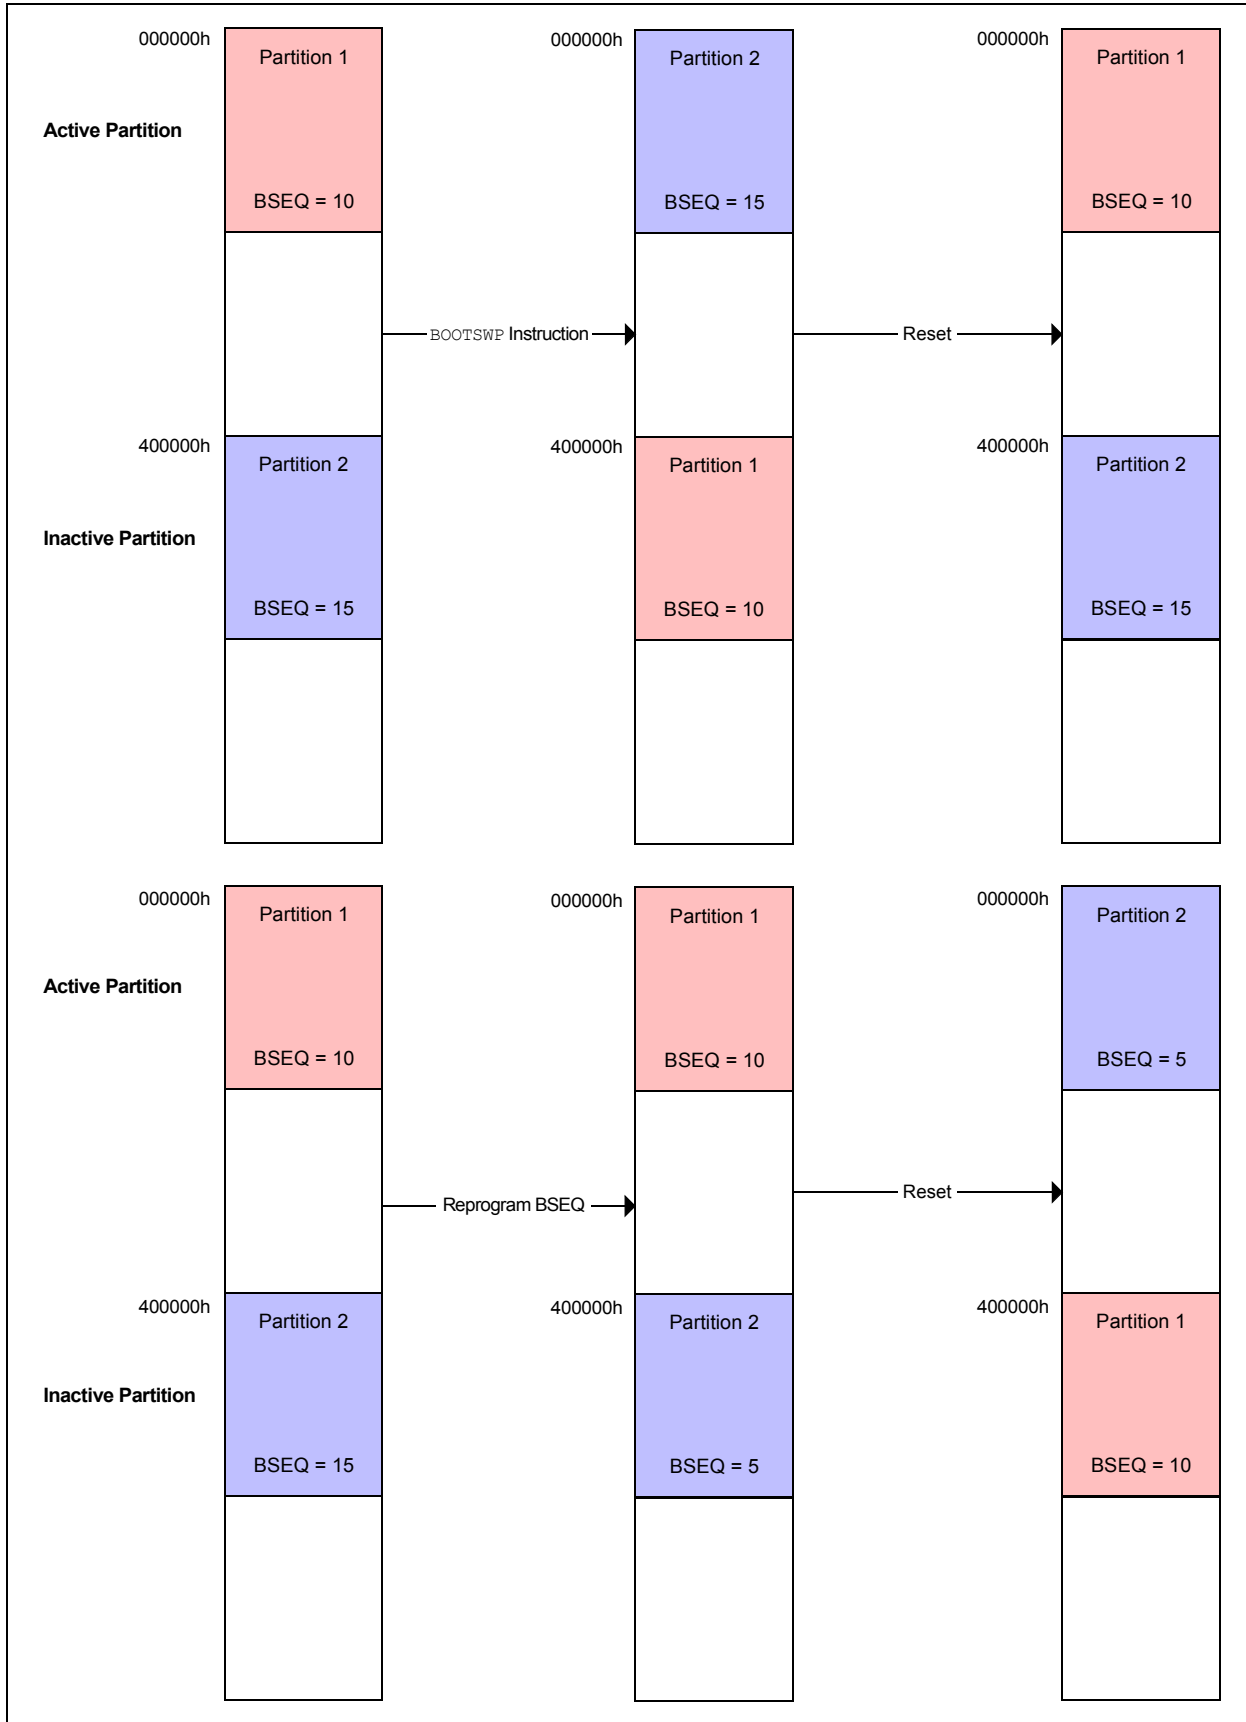 000000h
Partition 1
000000h
Partition 2
000000h
Partition 1
Active Partition
BSEQ = 10
BSEQ = 15
BSEQ = 10
BOOTSWP Instruction
Reset
400000h
Partition 2
400000h
Partition 1
400000h
Partition 2
Inactive Partition
BSEQ = 15
BSEQ = 10
BSEQ = 15
000000h
Partition 1
000000h
Partition 1
000000h
Partition 2
Active Partition
BSEQ = 10
BSEQ = 10
BSEQ = 5
Reprogram BSEQ
Reset
400000h
Partition 2
400000h
Partition 2
400000h
Partition 1
Inactive Partition
BSEQ = 15
BSEQ = 5
BSEQ = 10